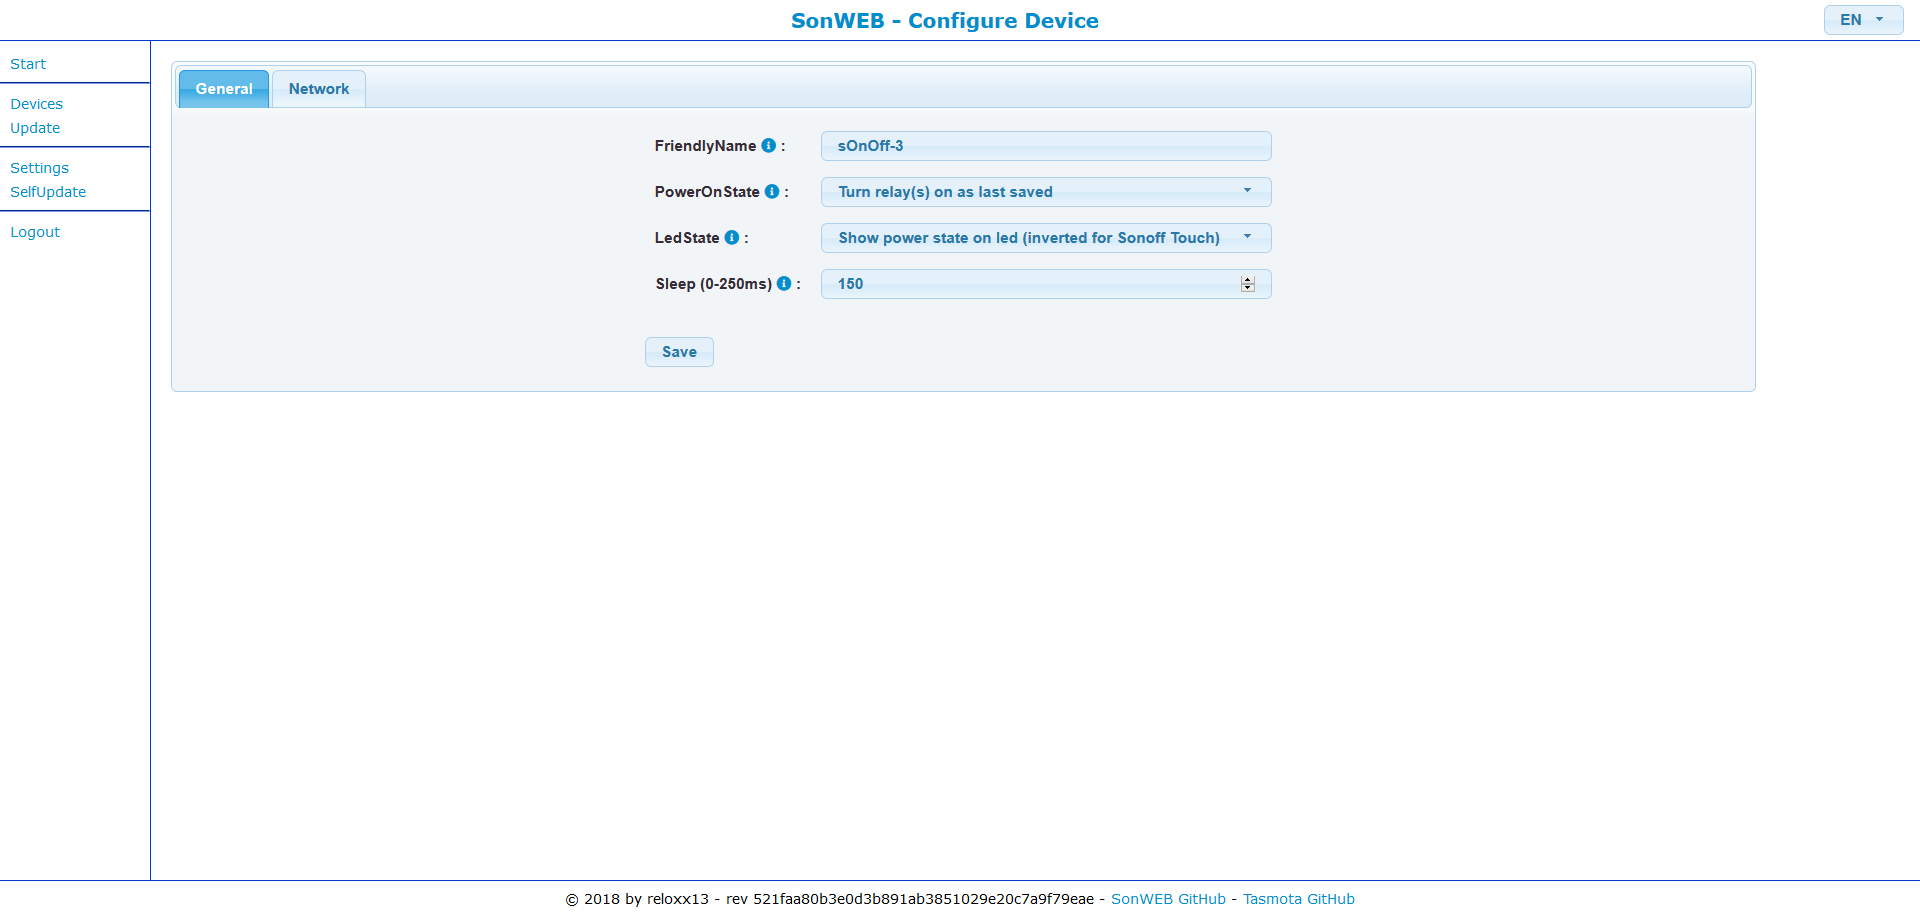 SonWEB - Configure Device
EN
Start
Devices
Update
Settings
SelfUpdate
Logout
General
Network
FriendlyName :
sOnOff-3
PowerOnState :
Turn relay(s) on as last saved
LedState :
Show power state on led (inverted for Sonoff Touch)
Sleep (0-250ms) :
150
Save
© 2018 by reloxx13 - rev 521faa80b3e0d3b891ab3851029e20c7a9f79eae - SonWEB GitHub - Tasmota GitHub